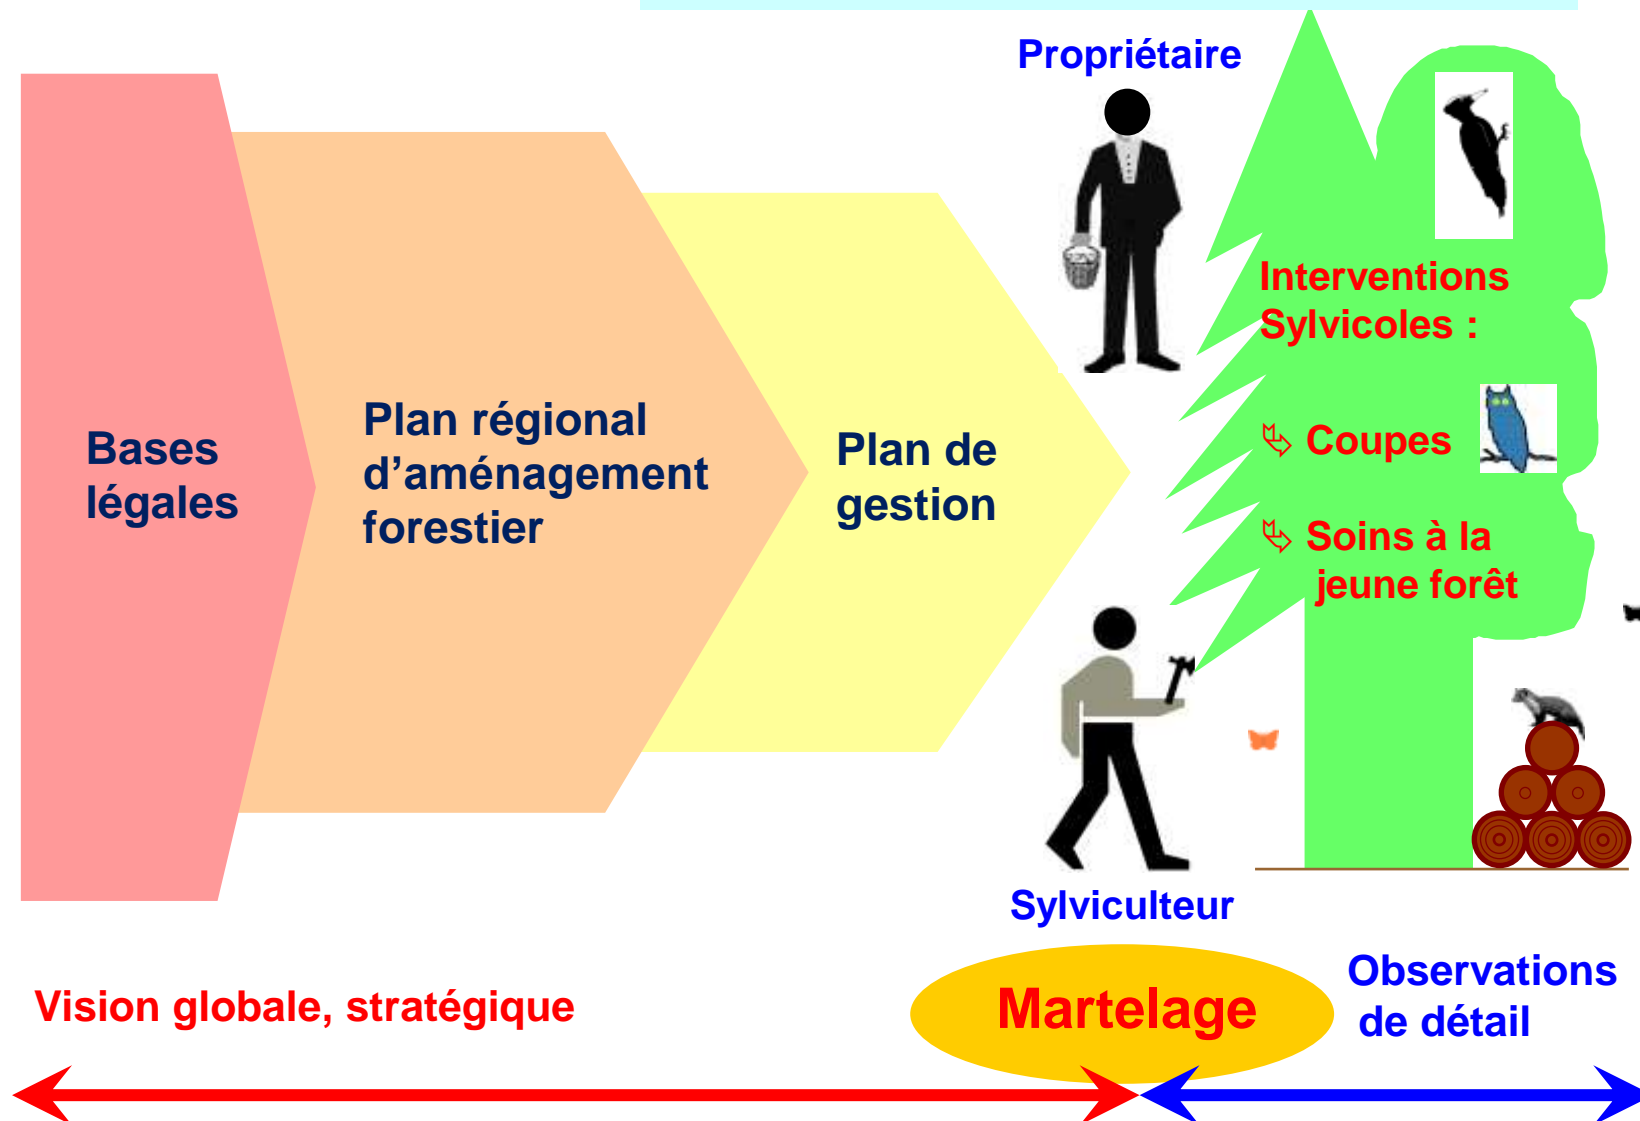 Propriétaire
Bases
légales
Plan régional
d’aménagement
forestier
Plan de
gestion
Interventions
Sylvicoles :
Coupes
Soins à la
jeune forêt
Sylviculteur
Vision globale, stratégique
Martelage
Observations
de détail